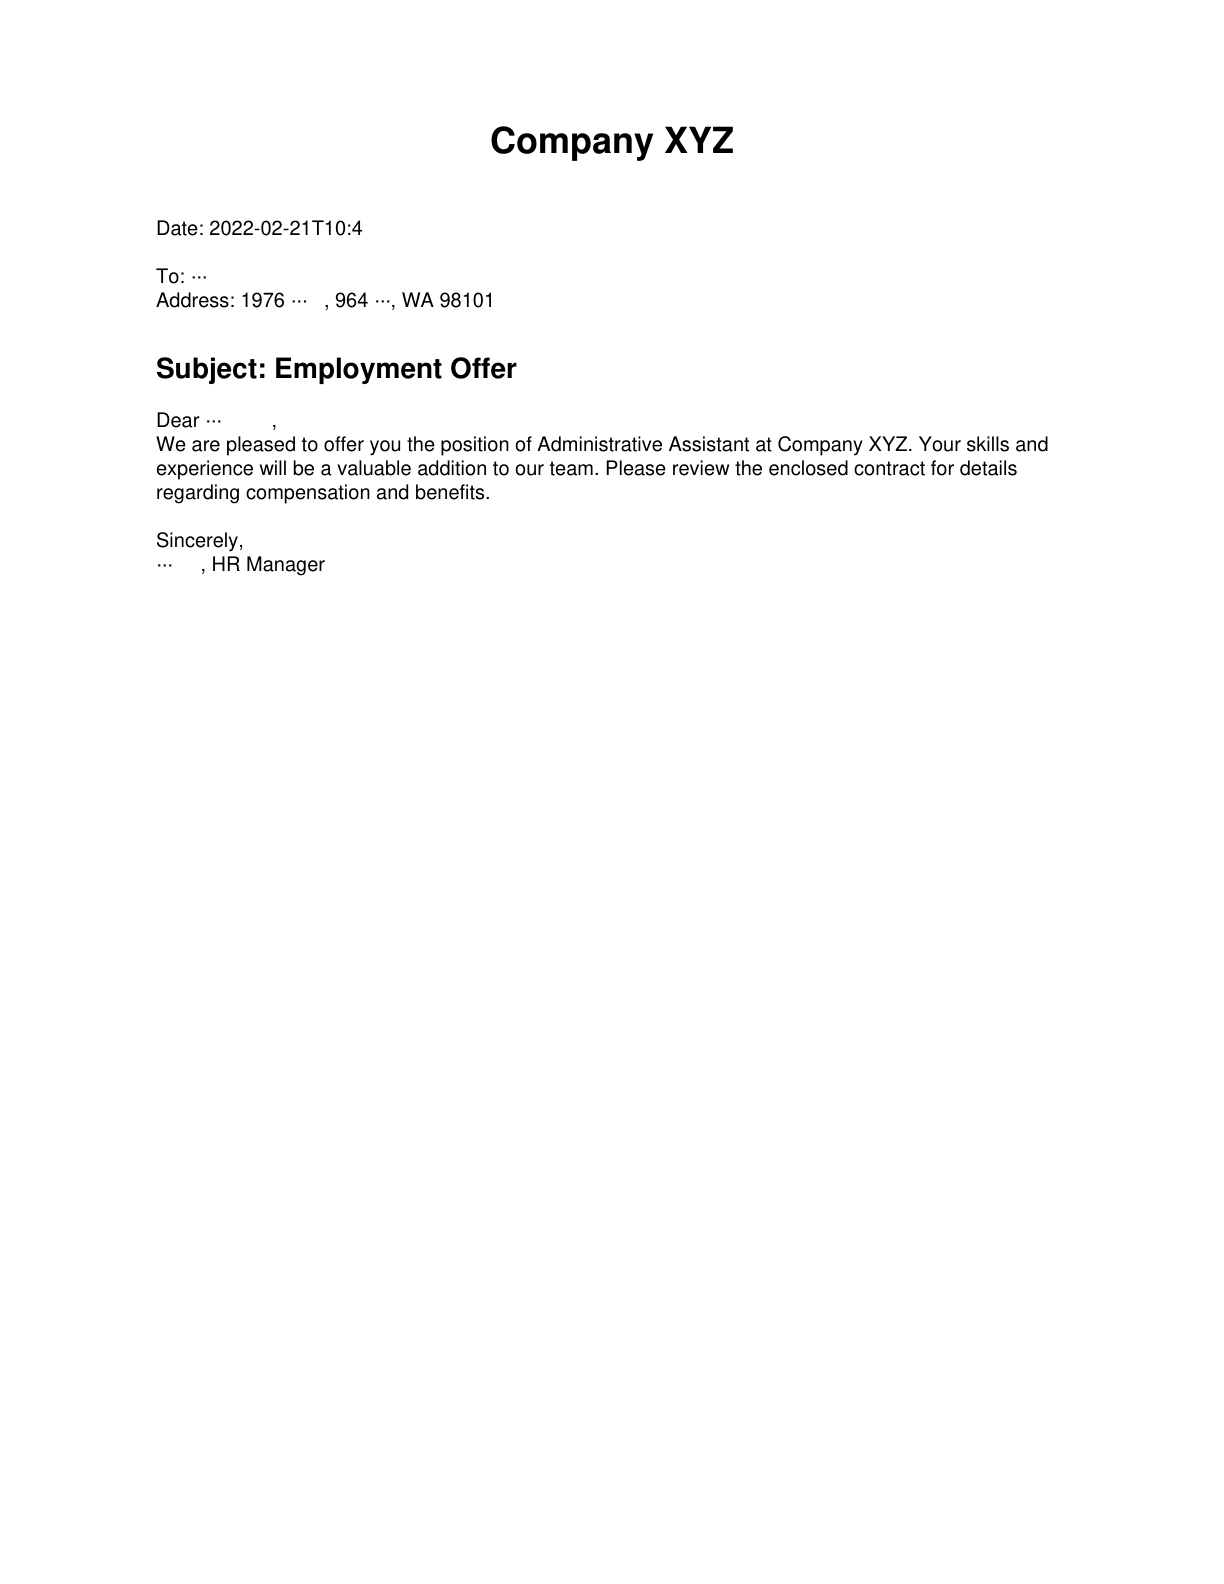 Company XYZ
Date: 2022-02-21T10:4
To: ···
Address: 1976 ··· , 964 ···, WA 98101
Subject: Employment Offer
Dear ··· ,
We are pleased to offer you the position of Administrative Assistant at Company XYZ. Your skills and
experience will be a valuable addition to our team. Please review the enclosed contract for details
regarding compensation and benefits.
Sincerely,
··· , HR Manager